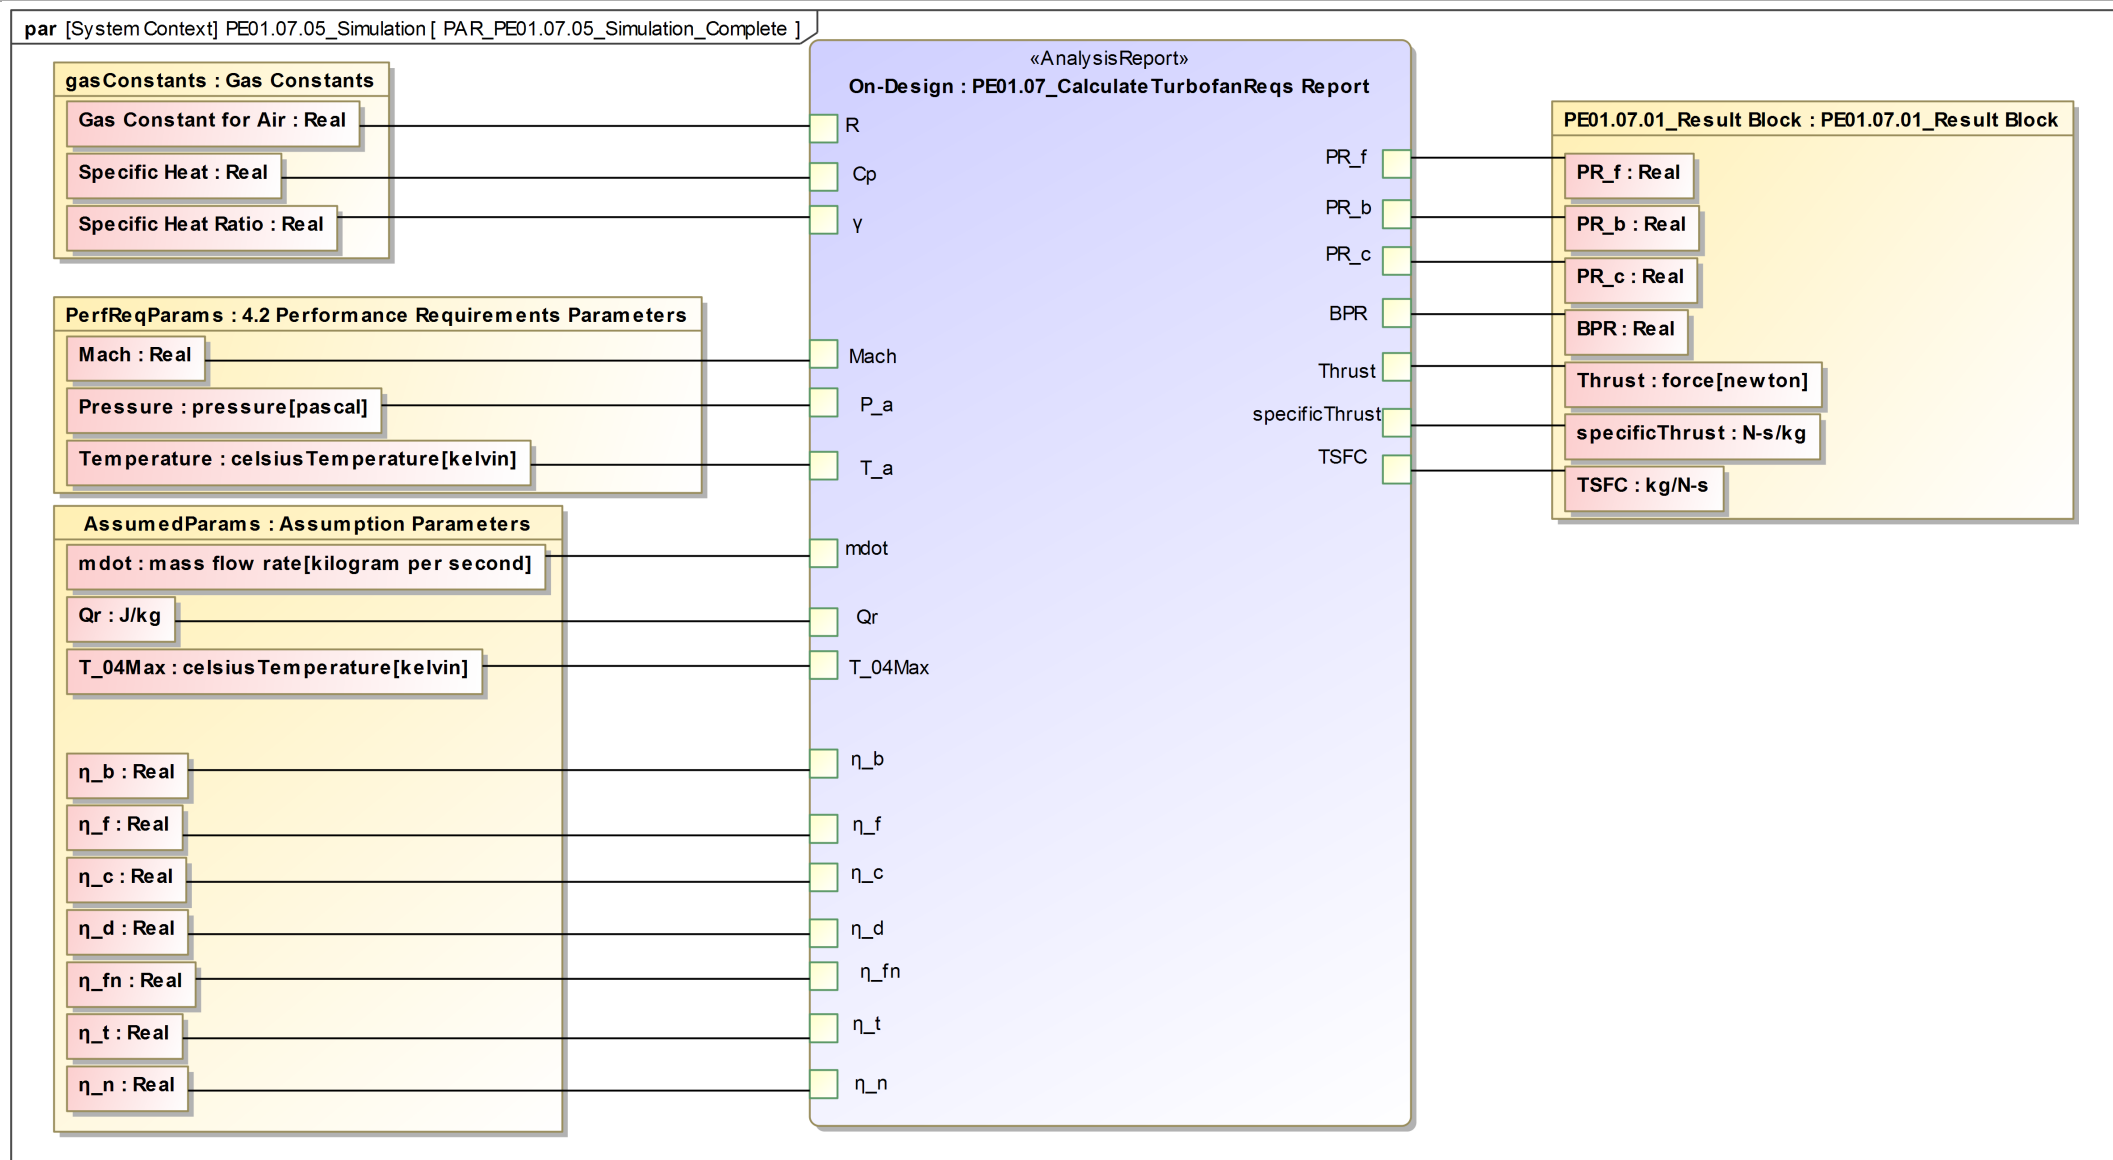 par [System Context] PE01.07.05_Simulation [ PAR_PE01.07.05_Simulation_Complete ]
gasConstants : Gas Constants
Gas Constant for Air : Real
Specific Heat : Real
Specific Heat Ratio : Real
PerfReqParams : 4.2 Performance Requirements Parameters
Mach : Real
Pressure : pressure[pascal]
Temperature : celsiusTemperature[kelvin]
AssumedParams : Assumption Parameters
mdot : mass flow rate[kilogram per second]
Qr : J/kg
T_04Max : celsiusTemperature[kelvin]
η_b : Real
η_f : Real
η_c : Real
η_d : Real
η_fn : Real
η_t : Real
η_n : Real
«AnalysisReport»
On-Design : PE01.07_CalculateTurbofanReqs Report
R
Cp
γ
Mach
P_a
T_a
mdot
Qr
T_04Max
η_b
η_f
η_c
η_d
η_fn
η_t
η_n
PR_f
PR_b
PR_c
BPR
Thrust
specificThrust
TSFC
PE01.07.01_Result Block : PE01.07.01_Result Block
PR_f : Real
PR_b : Real
PR_c : Real
BPR : Real
Thrust : force[newton]
specificThrust : N-s/kg
TSFC : kg/N-s